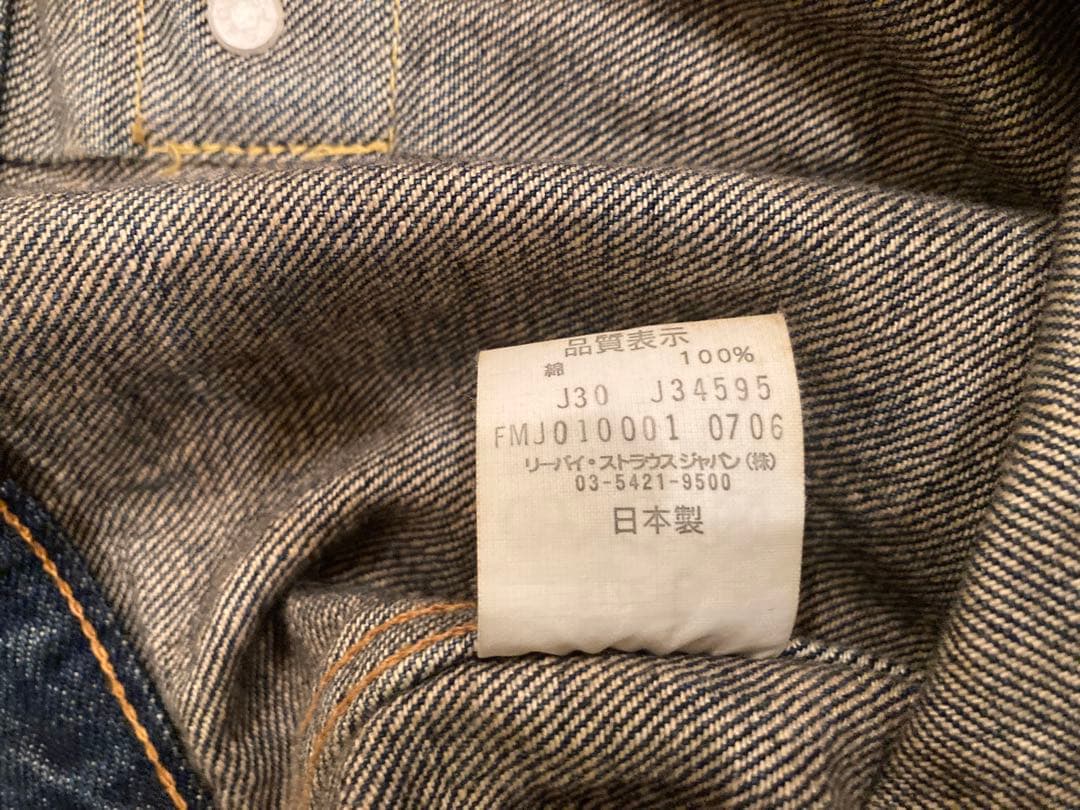 品質表示
綿 100%
J30 J34595
FMJ010001 0706
リーバイ・ストラウスジャパン(株)
03-5421-9500
日本製